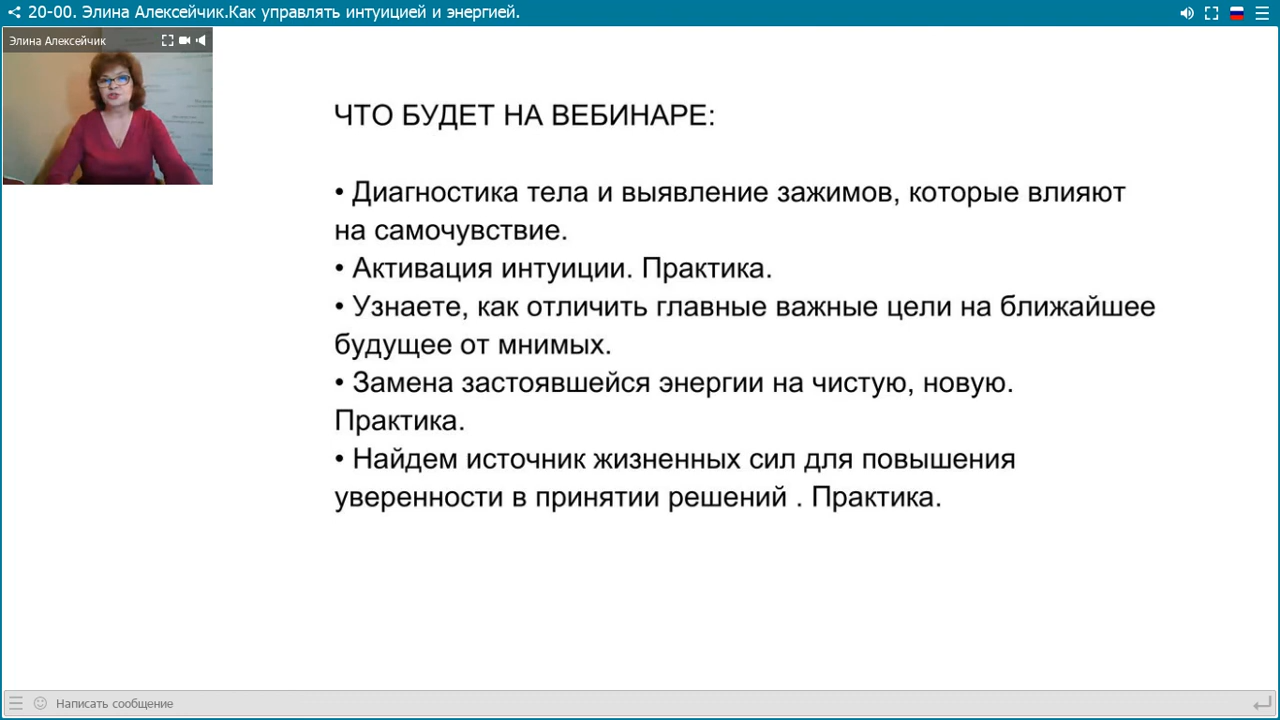 20-00. Элина Алексейчик.Как управлять интуицией и энергией.
Элина Алексейчик
ЧТО БУДЕТ НА ВЕБИНАРЕ:
• Диагностика тела и выявление зажимов, которые влияют
на самочувствие.
• Активация интуиции. Практика.
• Узнаете, как отличить главные важные цели на ближайшее
будущее от мнимых.
• Замена застоявшейся энергии на чистую, новую.
Практика.
• Найдем источник жизненных сил для повышения
уверенности в принятии решений . Практика.
Написать сообщение